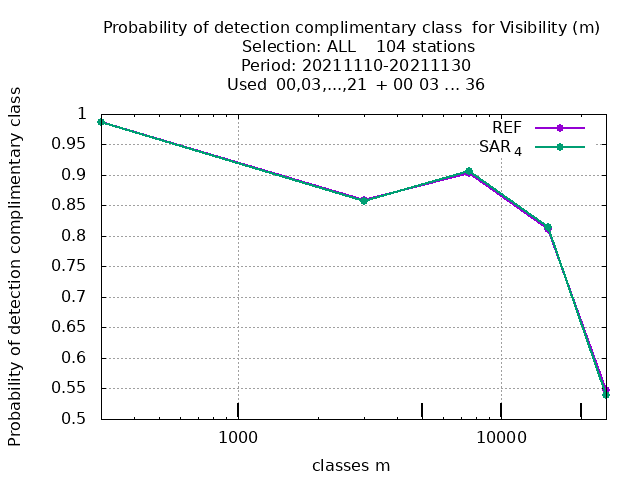 Probability of detection complimentary class  for Visibility (m)
Selection: ALL    104 stations
Period: 20211110-20211130
Used  00,03,...,21  + 00 03 ... 36
Probability of detection complimentary class
1
0.95
0.9
0.85
0.8
0.75
0.7
0.65
0.6
0.55
0.5
REF
SAR 4
1000 10000
classes m